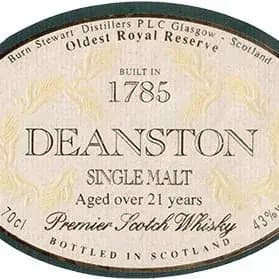 Burn Stewart Distillers PLC Glasgow - Scotland
Oldest Royal Reserve
BUILT IN
1785
DEANSTON
SINGLE MALT
Aged over 21 years
70cl
43%
Premier Scotch Whisky
BOTTLED IN SCOTLAND